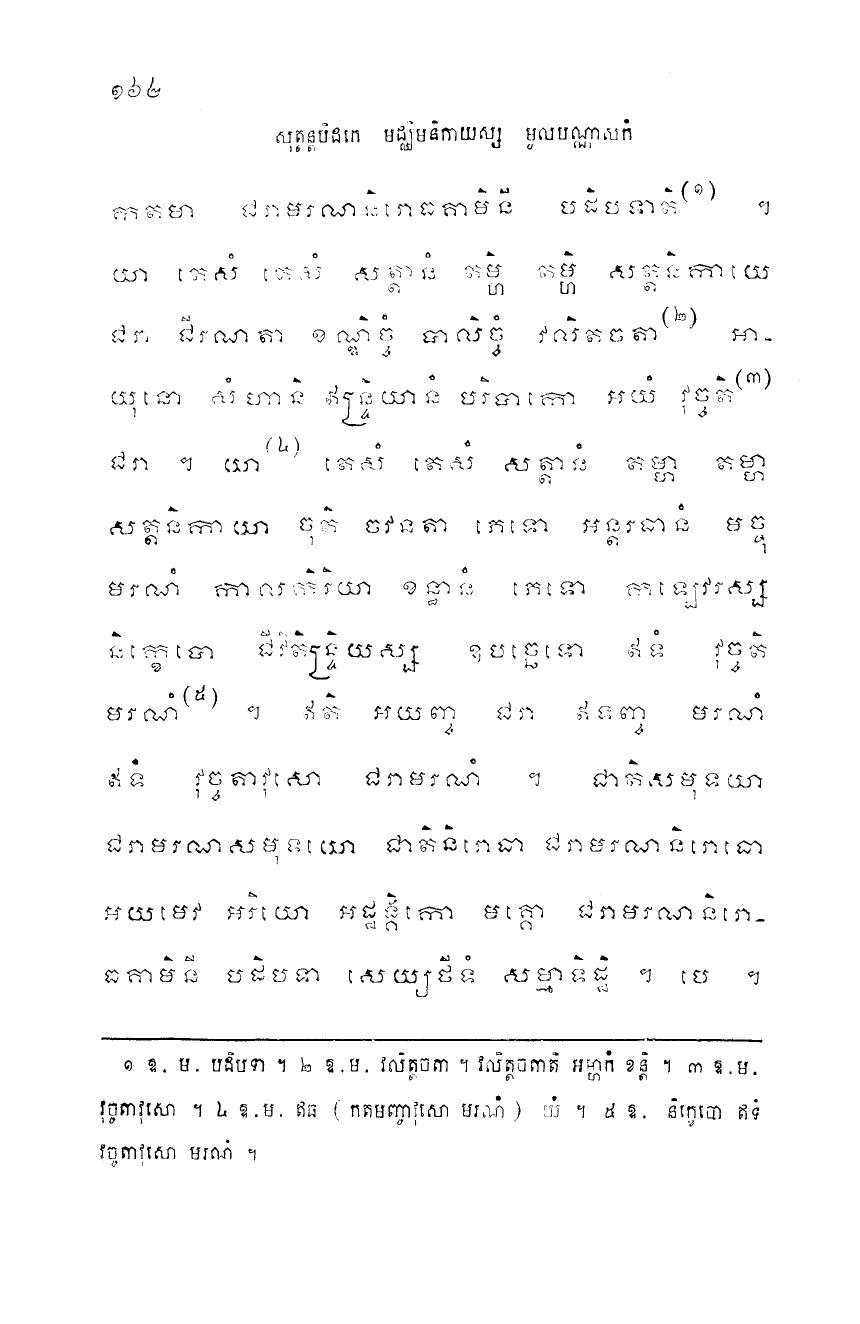 ១៦៤
សុត្តន្តបិដកេ មជ្ឈិមនិកាយស្ស មូលបណ្ណាសកំ
កតមា ជរាមរណនិរោធគាមិនី បដិបទាតិ(១) ។
យា តេសំ តេសំ សត្តានំ តម្ហិ តម្ហិ សត្តនិកាយេ
ជរា ជីរណតា ខណ្ឌិច្ចំ បាលិច្ចំ វលិតចតា(២) អា-
យុនោ សំហានិ ឥន្ទ្រិយានំ បរិបាកោ អយំ វុច្ចតិ(៣)
ជរា ។ យា(៤) តេសំ តេសំ សត្តានំ តម្ហា តម្ហា
សត្តនិកាយា ចុតិ ចវនតា ភេទោ អន្តរធានំ មច្ចុ
មរណំ កាលកិរិយា ខន្ធានំ ភេទោ កឡេវរស្ស
និក្ខេបោ ជីវិតិន្ទ្រិយស្ស ឧបច្ឆេទោ ឥទំ វុច្ចតិ
មរណំ(៥) ។ ឥតិ អយញ្ច ជរា ឥទញ្ច មរណំ
ឥទំ វុច្ចតាវុសោ ជរាមរណំ ។ ជាតិសមុទយា
ជរាមរណសមុទយោ ជាតិនិរោធា ជរាមរណនិរោធោ
អយមេវ អរិយោ អដ្ឋង្គិកោ មគ្គោ ជរាមរណនិរោ-
ធគាមិនី បដិបទា សេយ្យថីទំ សម្មាទិដ្ឋិ ។ បេ ។
១ ឱ. ម. បដិបទា ។ ២ ឱ.ម. វលិត្តចតា ។ វលិត្តចតាតិ អម្ហាកំ ខន្តិ ។ ៣ ឱ.ម.
វុច្ចតាវុសោ ។ ៤ ឱ.ម. ឥធ ( កតមញ្ចាវុសោ មរណំ ) យំ ។ ៥ ឱ. និក្ខេបោ ឥទំ
វុច្ចតាវុសោ មរណំ ។